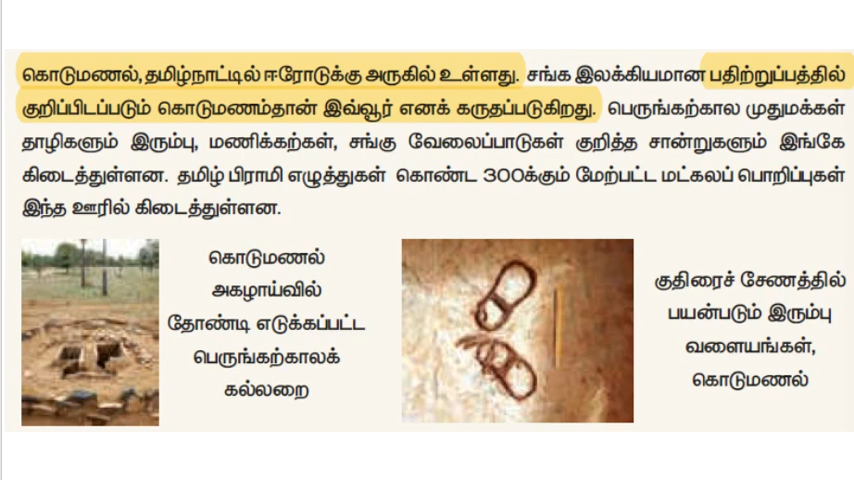 கொடுமணல், தமிழ்நாட்டில் ஈரோடுக்கு அருகில் உள்ளது. சங்க இலக்கியமான பதிற்றுப்பத்தில்
குறிப்பிடப்படும் கொடுமணம்தான் இவ்வூர் எனக் கருதப்படுகிறது. பெருங்கற்கால முதுமக்கள்
தாழிகளும் இரும்பு, மணிக்கற்கள், சங்கு வேலைப்பாடுகள் குறித்த சான்றுகளும் இங்கே
கிடைத்துள்ளன. தமிழ் பிராமி எழுத்துகள் கொண்ட 300க்கும் மேற்பட்ட மட்கலப் பொறிப்புகள்
இந்த ஊரில் கிடைத்துள்ளன.
கொடுமணல்
அகழாய்வில்
தோண்டி எடுக்கப்பட்ட
பெருங்கற்காலக்
கல்லறை
குதிரைச் சேணத்தில்
பயன்படும் இரும்பு
வளையங்கள்,
கொடுமணல்